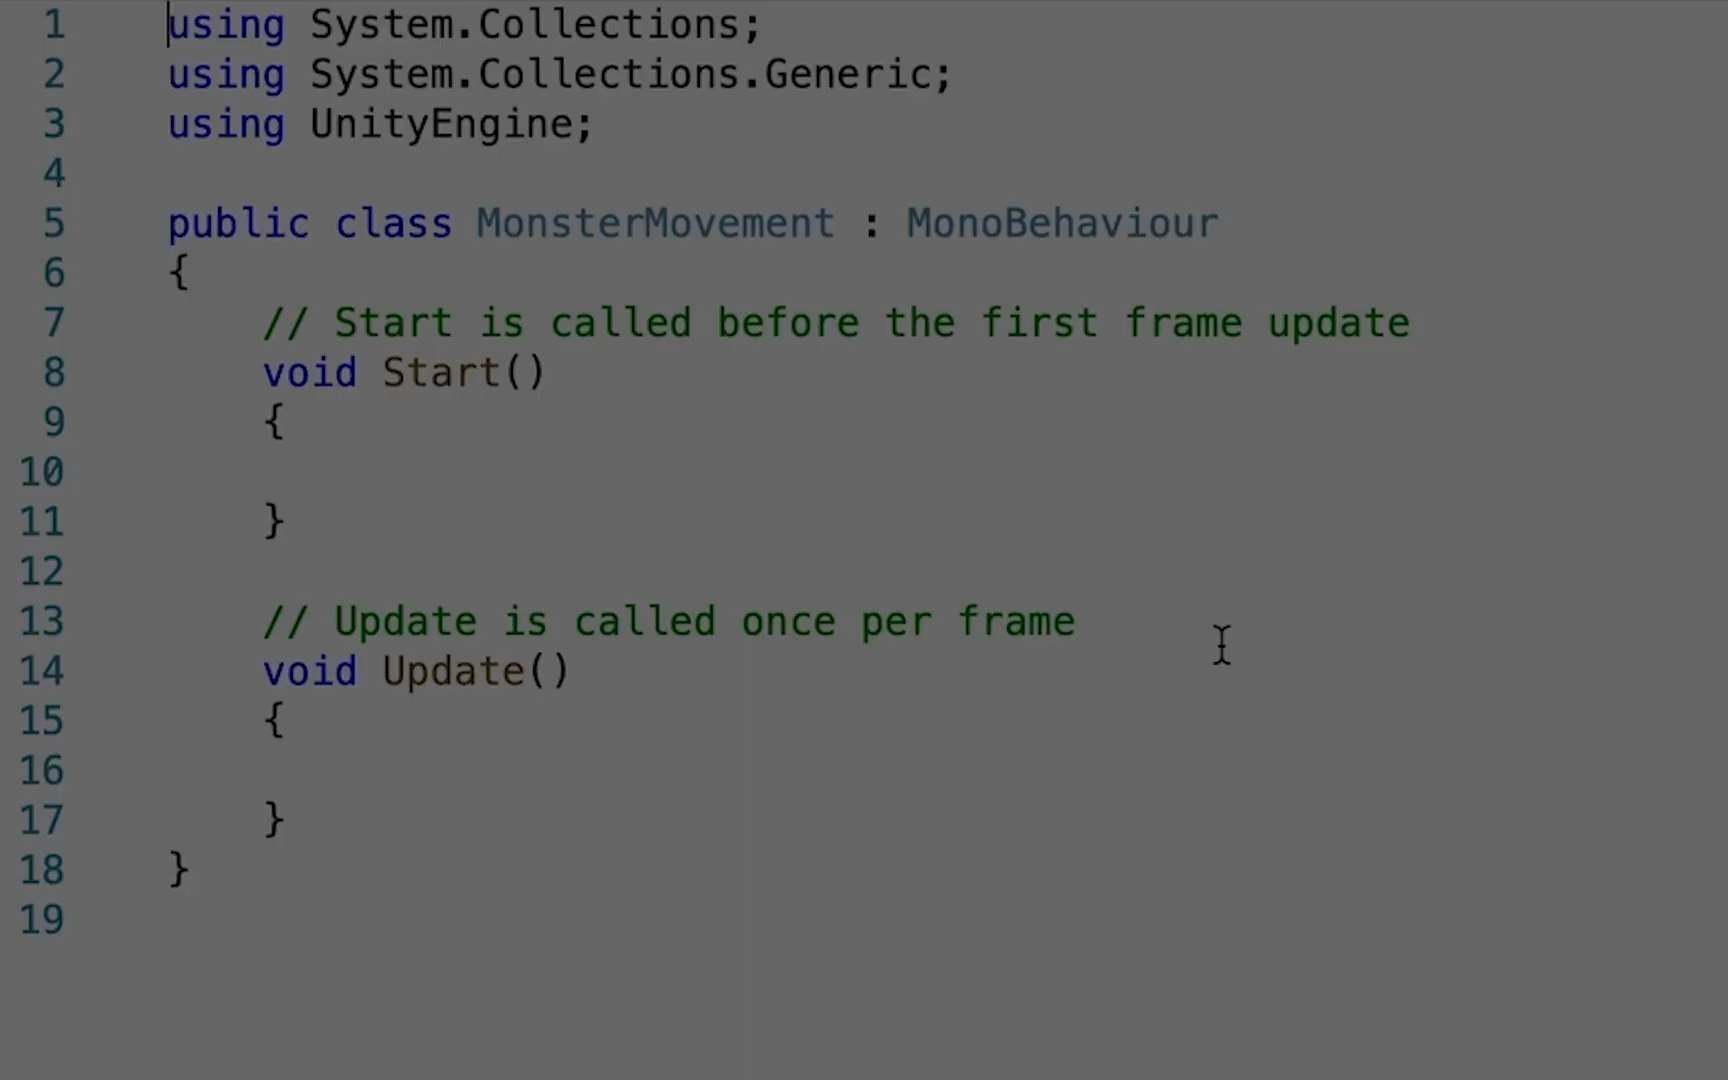 1 using System.Collections;
2 using System.Collections.Generic;
3 using UnityEngine;
4
5 public class MonsterMovement : MonoBehaviour
6 {
7 // Start is called before the first frame update
8 void Start()
9 {
10
11 }
12
13 // Update is called once per frame
14 void Update()
15 {
16
17 }
18 }
19